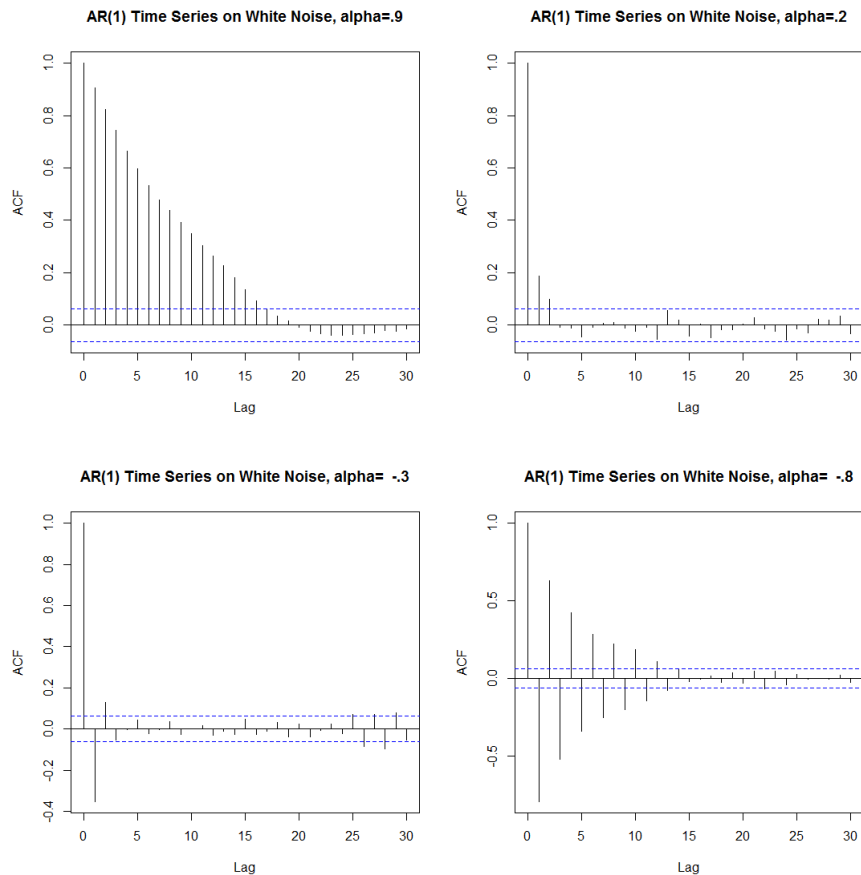 AR(1) Time Series on White Noise, alpha=.9
ACF
1.0
0.8
0.6
0.4
0.2
0.0
0 5 10 15 20 25 30
Lag
AR(1) Time Series on White Noise, alpha=.2
ACF
1.0
0.8
0.6
0.4
0.2
0.0
0 5 10 15 20 25 30
Lag
AR(1) Time Series on White Noise, alpha=  -.3
ACF
1.0
0.8
0.6
0.4
0.2
0.0
-0.2
-0.4
0 5 10 15 20 25 30
Lag
AR(1) Time Series on White Noise, alpha=  -.8
ACF
1.0
0.5
0.0
-0.5
0 5 10 15 20 25 30
Lag